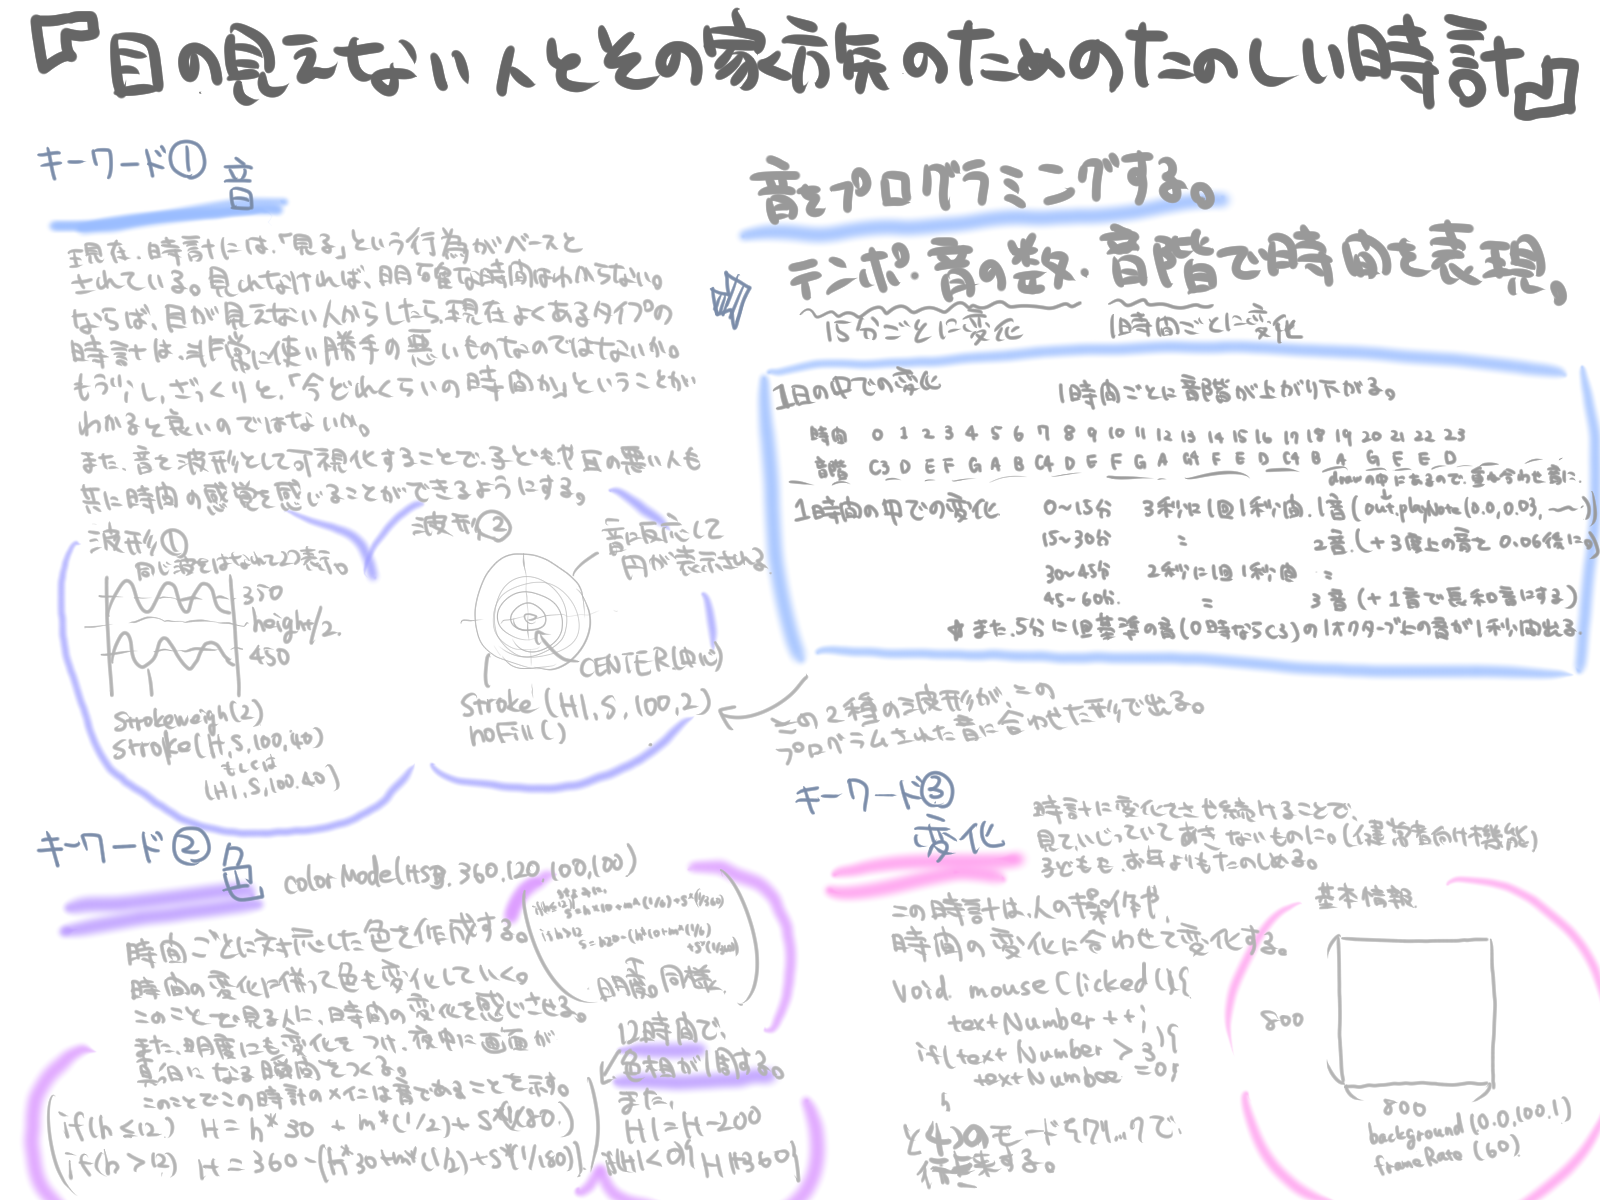 『目の見えない人とその家族のためのたのしい時計』
キーワード① 音
現在、時計には、「見る」という行為がベースと
されている。見れなければ、明確な時間はわからない。
ならば、目が見えない人からしたら、現在よくあるタイプの
時計は、非常に使い勝手の悪いものなのではないか。
もう少し、ざっくりと、「今どれくらいの時間か」ということが
わかると良いのではないか。
また、音を波形として可視化することで、子どもや耳の悪い人も
共に時間の感覚を感じることができるようにする。
波形①
同じ波をはなれて2つ表示。
350
height/2.
450
strokeweigh(2)
stroke(H,S,100,40)
もしくは
(H1,S,100.40)
波形②
音に反応して
円が表示される
CENTER(中心)
stroke (H1,S,100,2)
noFill()
音をプログラミングする。
テンポ・音の数・音階で時間を表現。
15分ごとに変化
1時間ごとに変化
1日の中での変化
1時間ごとに音階が上がり下がる。
時間 0 1 2 3 4 5 6 7 8 9 10 11 12 13 14 15 16 17 18 19 20 21 22 23
音階 C3 D E F G A B C4 D E F G A G4 F E D C4 B A G F E D
drawの中にあるので、重ね合わせ音に.
1時間の中での変化 0~15分 3秒に1回1秒間.1音(out.playNote(0.0,0.03,
15~30分 〃 2音.(+3度上の音を0.06後に。)
30~45分 2秒に1回1秒間 〃
45~60分. 〃 3音(+1音で長和音にする)
☆また、5分に1回基準の音(0時ならC3)の1オクターブ上の音が1秒間出る.
この2種の波形が、この
プログラムされた音に合わせた形で出る。
キーワード② 色
colorMode(HSB,360,120,100,100)
時間ごとに対応した色を作成する。
時間の変化に伴って色も変化していく。
このことで見る人に、時間の変化を感じさせる。
また、明度にも変化をつけ、夜中に画面が
真っ白になる瞬間をつくる。
このことでこの時計のメインは音であることを示す。
if(h≤12) H=h*30 + m*(1/2)+S*(1/180)
if(h>12) H=360-(h*30+m*(1/2)+S*(1/180))
明度。同様.
12時間で、
色相が1周する。
また、
H1=H-200
if(H1<0){ H1+360}
キーワード③
変化
時計に変化をさせ続けることで、
見ていじっていてあきないものに。(健常者向け機能)
子どもも、お年よりもたのしめる。
この時計は、人の操作や、
時間の変化に合わせて変化する。
void mouseClicked(){
textNumber++;
if(textNumber > 3){
textNumber =0;
}
と4つのモードをクリックで、
行き来する。
基本情報
800
800
background(0.0,100.1)
frameRate (60)